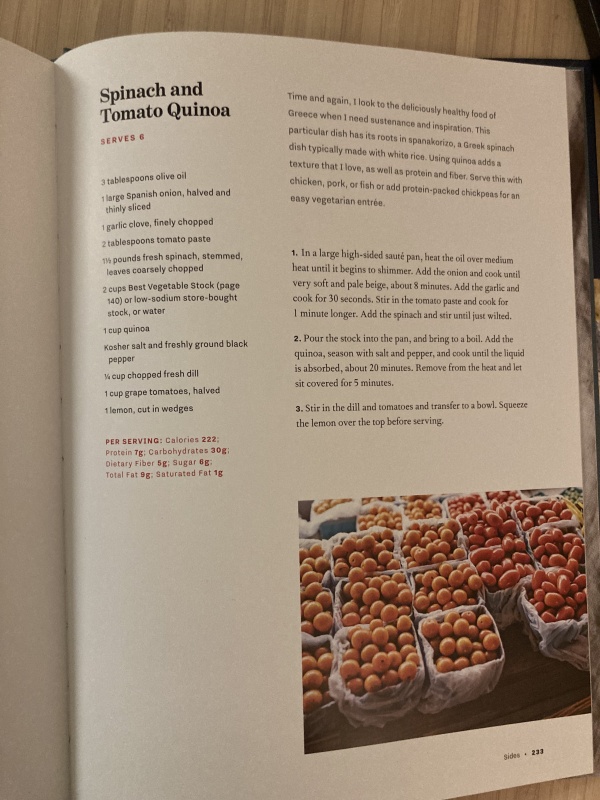 Spinach and
Tomato Quinoa
SERVES 6
3 tablespoons olive oil
1 large Spanish onion, halved and
thinly sliced
1 garlic clove, finely chopped
2 tablespoons tomato paste
1½ pounds fresh spinach, stemmed,
leaves coarsely chopped
2 cups Best Vegetable Stock (page
140) or low-sodium store-bought
stock, or water
1 cup quinoa
Kosher salt and freshly ground black
pepper
¼ cup chopped fresh dill
1 cup grape tomatoes, halved
1 lemon, cut in wedges
PER SERVING: Calories 222;
Protein 7g; Carbohydrates 30g;
Dietary Fiber 5g; Sugar 6g;
Total Fat 9g; Saturated Fat 1g
Time and again, I look to the deliciously healthy food of
Greece when I need sustenance and inspiration. This
particular dish has its roots in spanakorizo, a Greek spinach
dish typically made with white rice. Using quinoa adds a
texture that I love, as well as protein and fiber. Serve this with
chicken, pork, or fish or add protein-packed chickpeas for an
easy vegetarian entrée.
1. In a large high-sided sauté pan, heat the oil over medium
heat until it begins to shimmer. Add the onion and cook until
very soft and pale beige, about 8 minutes. Add the garlic and
cook for 30 seconds. Stir in the tomato paste and cook for
1 minute longer. Add the spinach and stir until just wilted.
2. Pour the stock into the pan, and bring to a boil. Add the
quinoa, season with salt and pepper, and cook until the liquid
is absorbed, about 20 minutes. Remove from the heat and let
sit covered for 5 minutes.
3. Stir in the dill and tomatoes and transfer to a bowl. Squeeze
the lemon over the top before serving.
Sides • 233